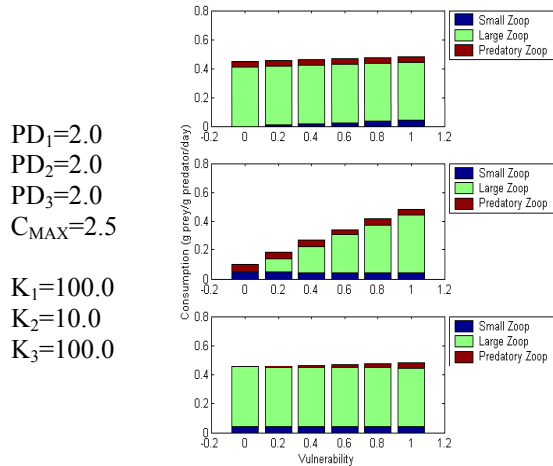 PD1=2.0
PD2=2.0
PD3=2.0
CMAX=2.5
K1=100.0
K2=10.0
K3=100.0
Consumption (g prey/g predator/day)
0.8
0.6
0.4
0.2
0
-0.2 0 0.2 0.4 0.6 0.8 1 1.2
Small Zoop
Large Zoop
Predatory Zoop
0.8
0.6
0.4
0.2
0
-0.2 0 0.2 0.4 0.6 0.8 1 1.2
Small Zoop
Large Zoop
Predatory Zoop
0.8
0.6
0.4
0.2
0
-0.2 0 0.2 0.4 0.6 0.8 1 1.2
Vulnerability
Small Zoop
Large Zoop
Predatory Zoop